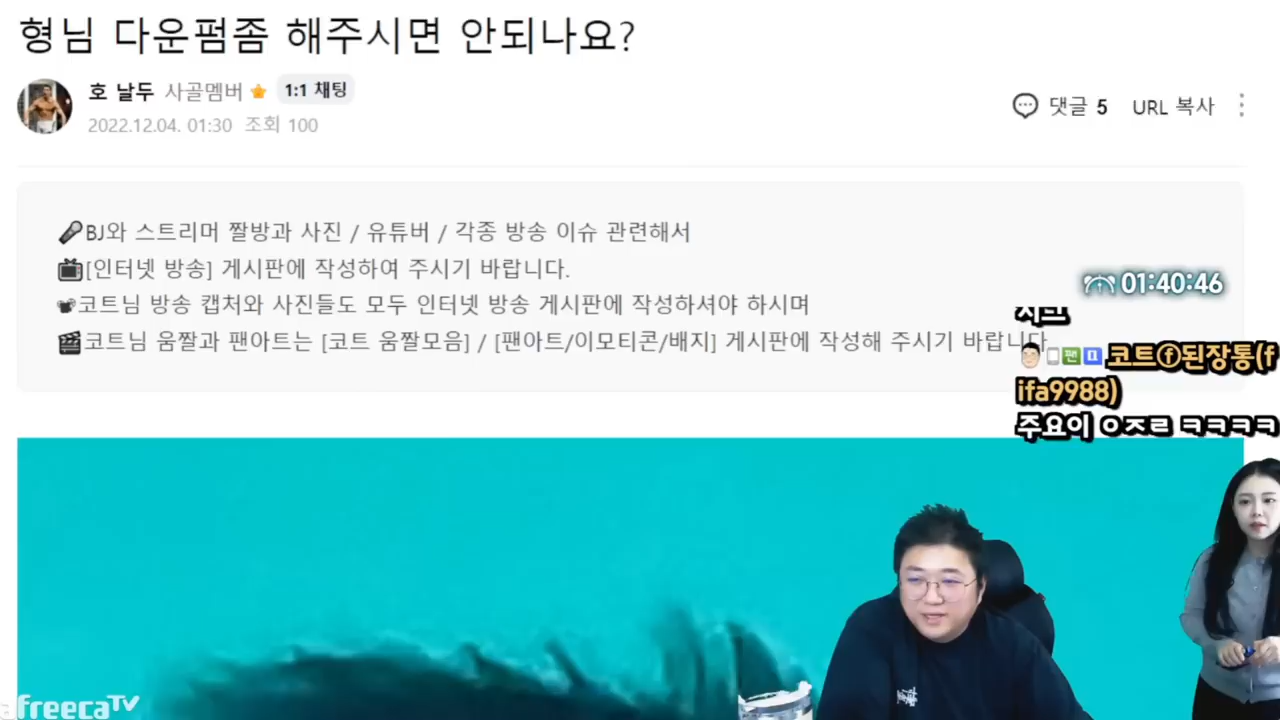 형님 다운펌좀 해주시면 안되나요?
호 날두 사골멤버 1:1 채팅
2022.12.04. 01:30 조회 100
댓글 5 URL 복사
🎤BJ와 스트리머 짤방과 사진 / 유튜버 / 각종 방송 이슈 관련해서
📺[인터넷 방송] 게시판에 작성하여 주시기 바랍니다.
📽코트님 방송 캡처와 사진들도 모두 인터넷 방송 게시판에 작성하셔야 하시며
🎬코트님 움짤과 팬아트는 [코트 움짤모음] / [팬아트/이모티콘/배지] 게시판에 작성해 주시기 바랍니다
01:40:46
팬 코트ⓕ된장통(f
ifa9988)
주요이 ㅇㅈㄹ ㅋㅋㅋㅋ
afreecaTV